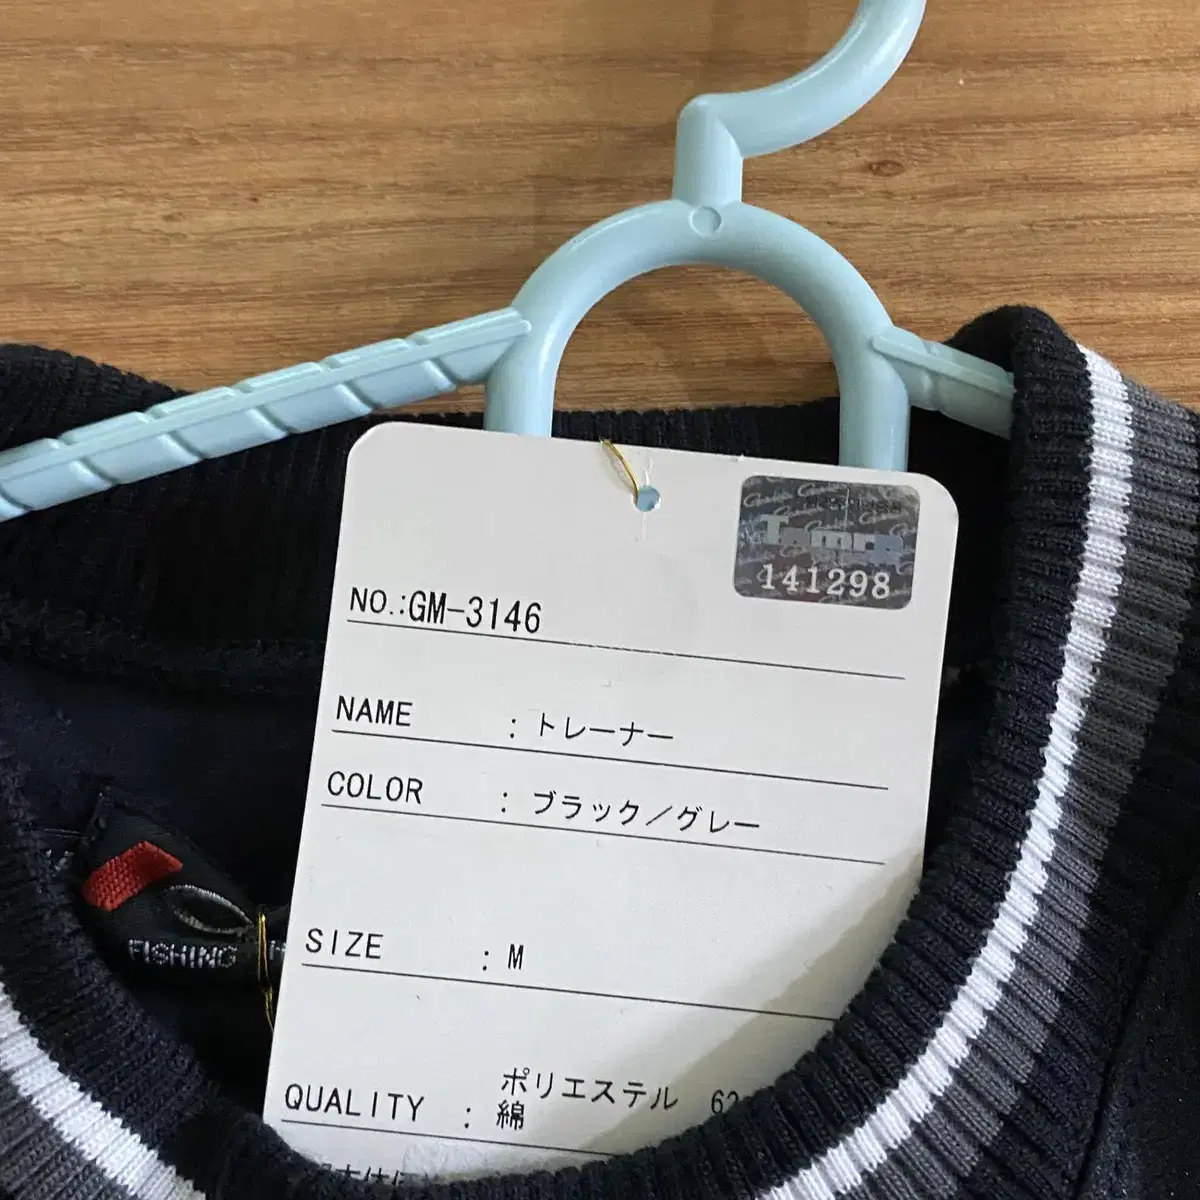 141298
NO.:GM-3146
NAME : トレーナー
COLOR : ブラック／グレー
SIZE : M
ポリエステル
QUALITY : 綿
FISHING